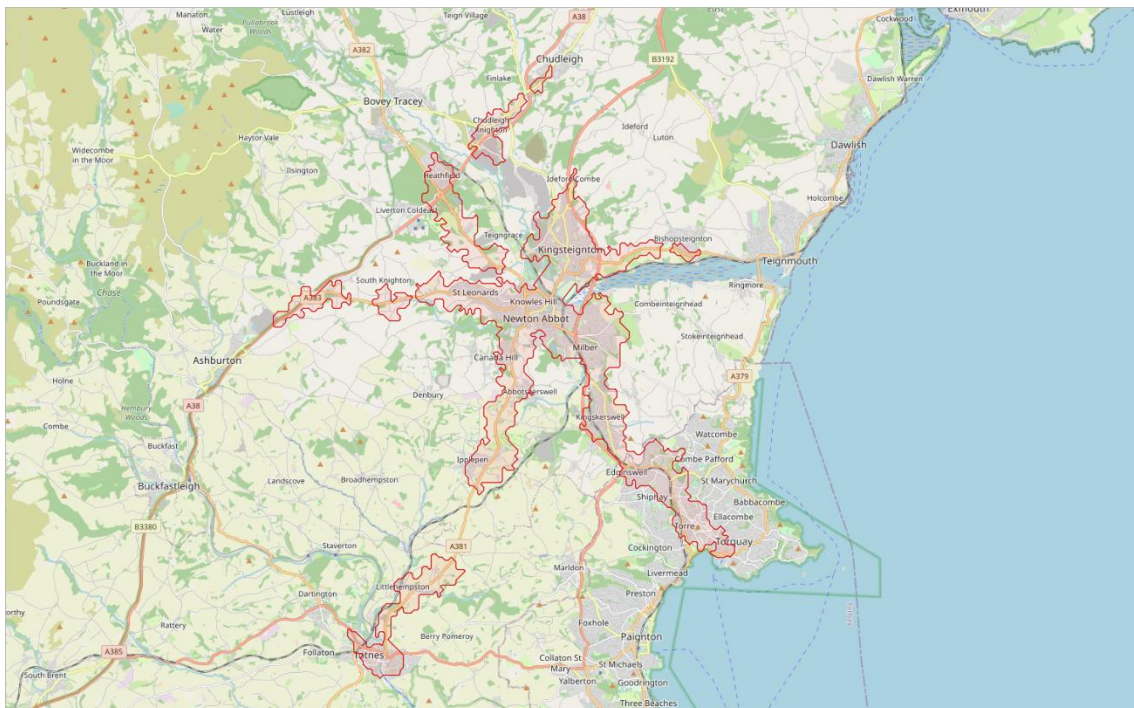 Manaton
Lustleigh
Teign Village
A38
Cockwood
Exmouth
Water
Pullabrook
Woods
A382
Chudleigh
B3192
Dawlish Warren
Finlake
Bovey Tracey
Chudleigh
Knighton
Ideford
Luton
Haytor Vale
Dawlish
Widecombe
in the Moor
Ilsington
Heathfield
Ideford Combe
Holcombe
Liverton Coldeast
Teigngrace
Kingsteignton
Bishopsteignton
Buckland in
the Moor
Teignmouth
South Knighton
Ringmore
Poundsgate
Chase
A383
St Leonards
Knowles Hill
Combeinteignhead
Newton Abbot
Stokeinteignhead
Milber
Ashburton
Canada Hill
A379
Holne
Denbury
Abbotskerswell
Hembury
Woods
A38
Combe
Kingskerswell
Watcombe
Buckfast
Ipplepen
Edginswell
Combe Pafford
Landscove
Broadhempston
St Marychurch
Buckfastleigh
Shiphay
Babbacombe
Ellacombe
B3380
Torre
Torquay
Staverton
A381
Cockington
Marldon
Livermead
Littlehempston
Dartington
Preston
Torbay
Rattery
Foxhole
Berry Pomeroy
Paignton
A385
Follaton
Totnes
Collaton St
Mary
St Michaels
South Brent
Yalberton
Goodrington
Three Beaches